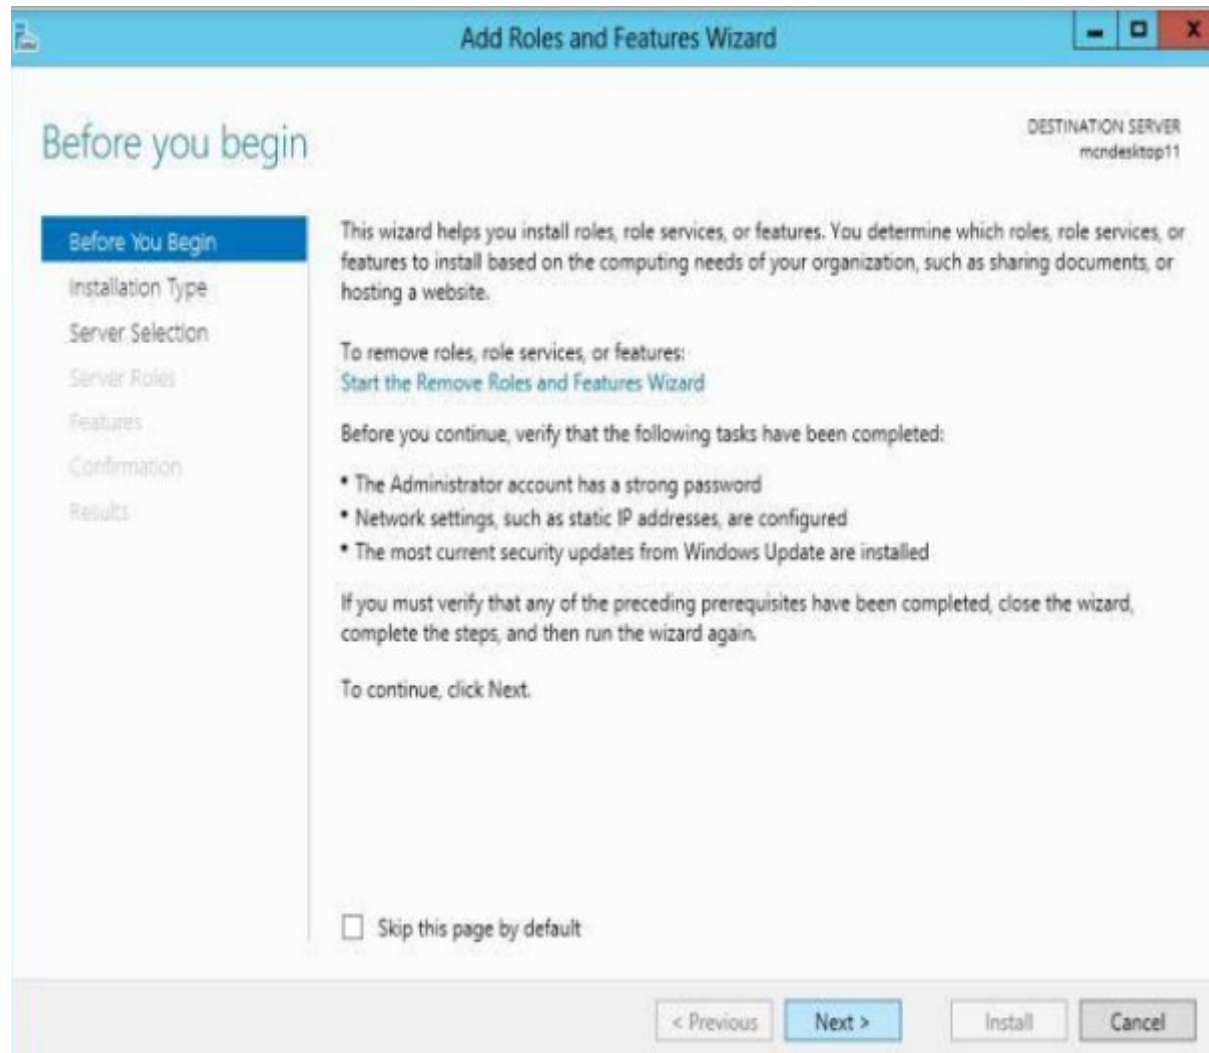 Add Roles and Features Wizard
Before you begin
DESTINATION SERVER
mcndesktop11
Before You Begin
Installation Type
Server Selection
Server Roles
Features
Confirmation
Results
This wizard helps you install roles, role services, or features. You determine which roles, role services, or
features to install based on the computing needs of your organization, such as sharing documents, or
hosting a website.
To remove roles, role services, or features:
Start the Remove Roles and Features Wizard
Before you continue, verify that the following tasks have been completed:
• The Administrator account has a strong password
• Network settings, such as static IP addresses, are configured
• The most current security updates from Windows Update are installed
If you must verify that any of the preceding prerequisites have been completed, close the wizard,
complete the steps, and then run the wizard again.
To continue, click Next.
Skip this page by default
< Previous
Next >
Install
Cancel